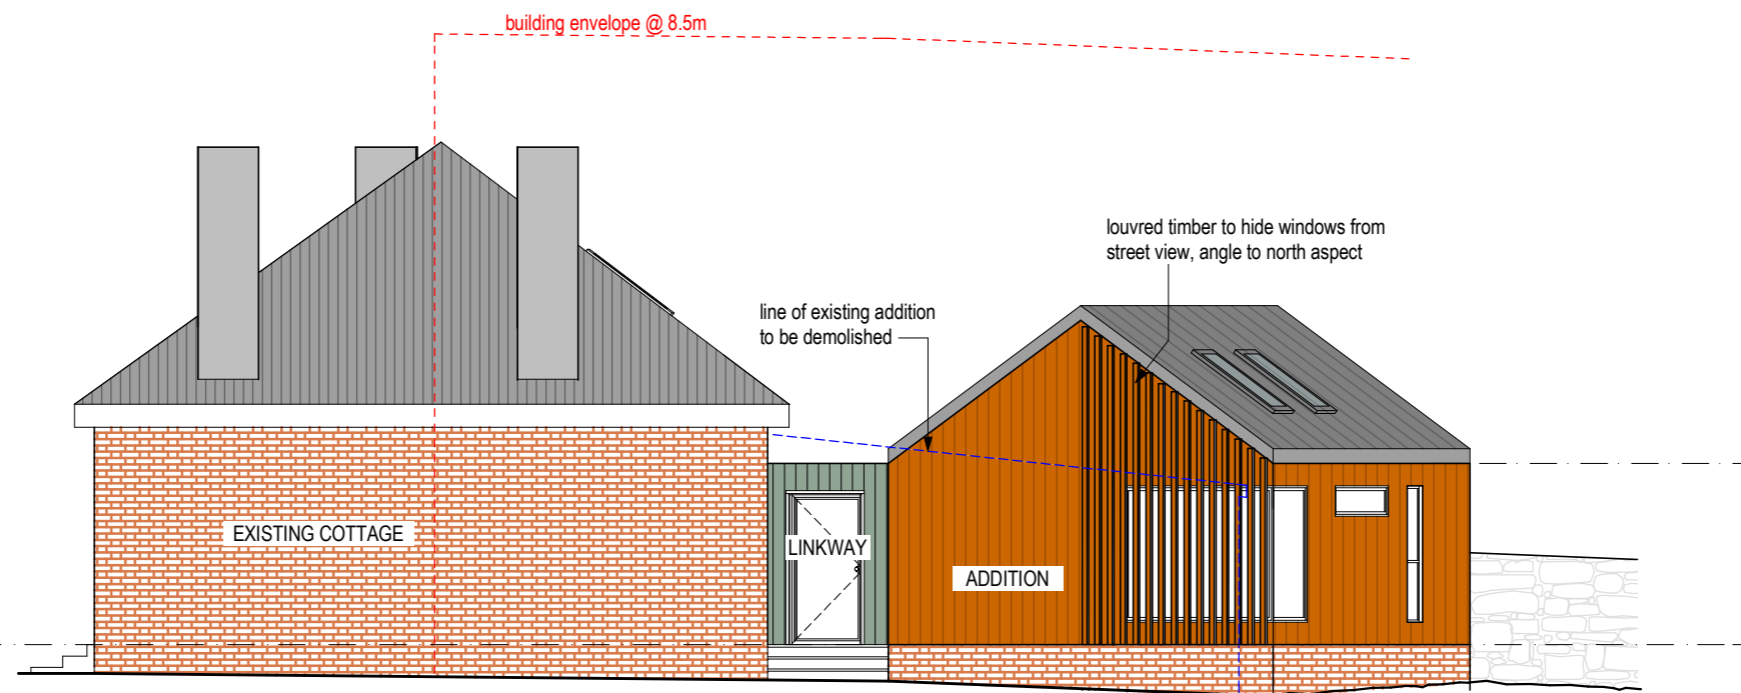 building envelope @ 8.5m
louvred timber to hide windows from
street view, angle to north aspect
line of existing addition
to be demolished
EXISTING COTTAGE
LINKWAY
ADDITION